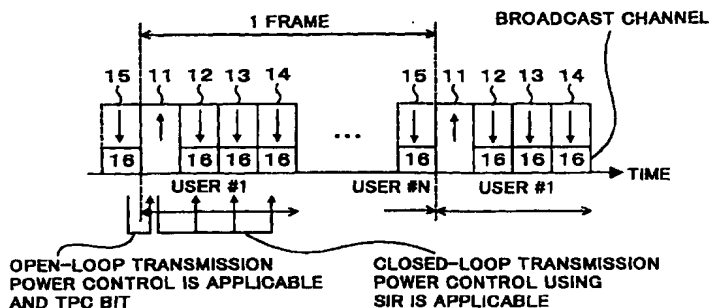 1 FRAME
BROADCAST CHANNEL
15 11 12 13 14 15 11 12 13 14
...
16 16 16 16 16 16 16 16
TIME
USER #1 USER #N USER #1
OPEN-LOOP TRANSMISSION
POWER CONTROL IS APPLICABLE
AND TPC BIT
CLOSED-LOOP TRANSMISSION
POWER CONTROL USING
SIR IS APPLICABLE